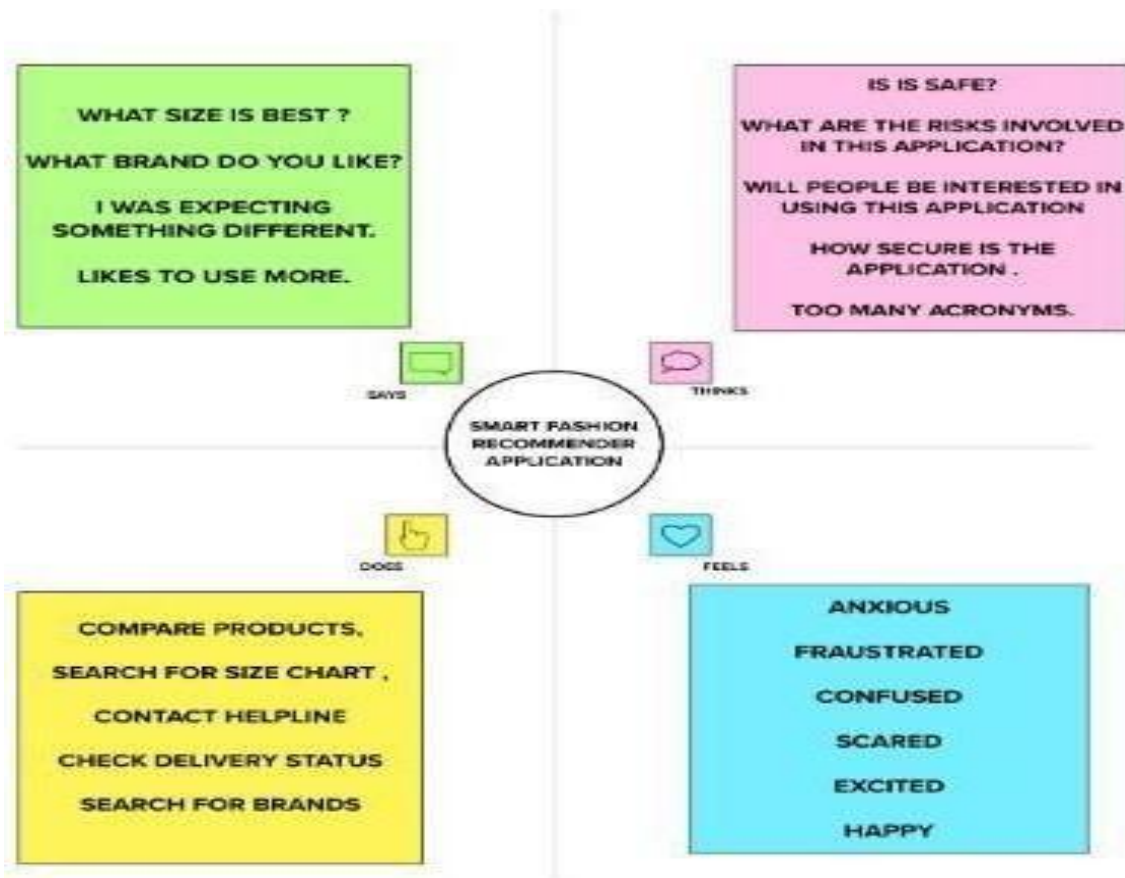 WHAT SIZE IS BEST ?
WHAT BRAND DO YOU LIKE?
I WAS EXPECTING
SOMETHING DIFFERENT.
LIKES TO USE MORE.
IS IS SAFE?
WHAT ARE THE RISKS INVOLVED
IN THIS APPLICATION?
WILL PEOPLE BE INTERESTED IN
USING THIS APPLICATION
HOW SECURE IS THE
APPLICATION .
TOO MANY ACRONYMS.
SAYS
THINKS
SMART FASHION
RECOMMENDER
APPLICATION
DOES
FEELS
COMPARE PRODUCTS,
SEARCH FOR SIZE CHART ,
CONTACT HELPLINE
CHECK DELIVERY STATUS
SEARCH FOR BRANDS
ANXIOUS
FRAUSTRATED
CONFUSED
SCARED
EXCITED
HAPPY